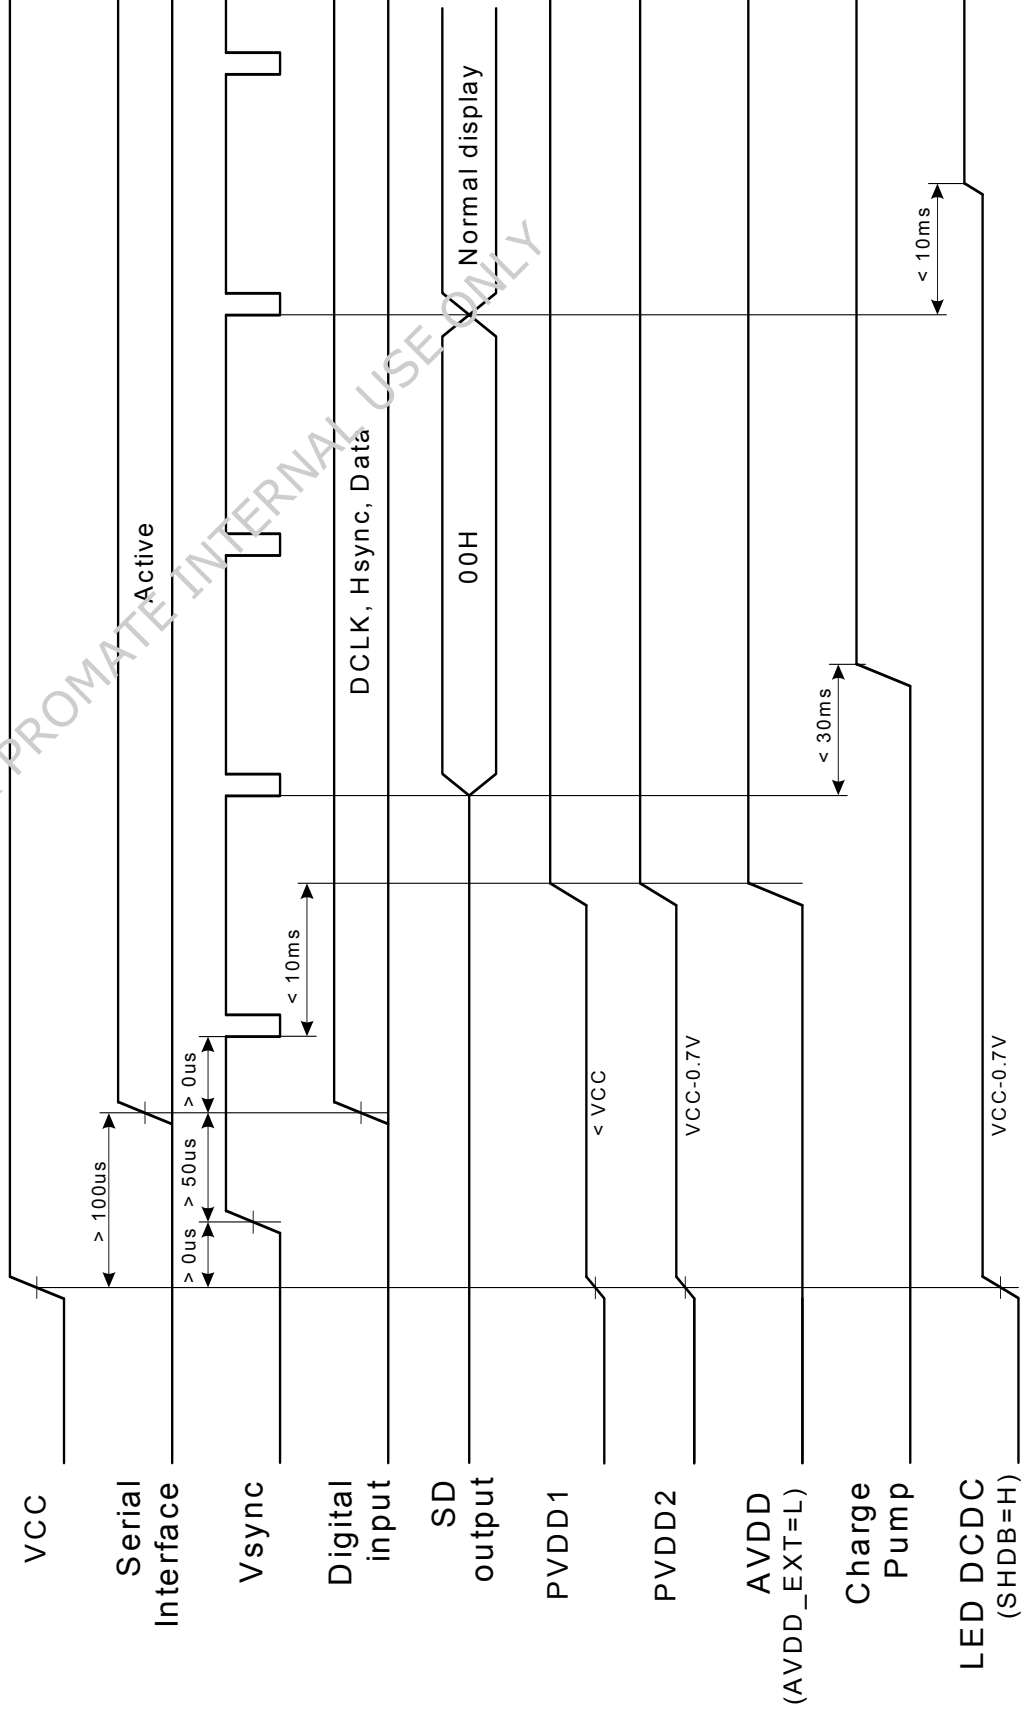 VCC
> 100us
Serial
Interface
Active
Vsync
> 0us
> 50us
> 0us
< 10ms
Digital
input
DCLK, Hsync, Data
SD
output
00H
Normal display
PVDD1
< VCC
PVDD2
VCC-0.7V
AVDD
(AVDD_EXT=L)
Charge
Pump
< 30ms
LED DCDC
(SHDB=H)
VCC-0.7V
< 10ms
PROMATE INTERNAL USE ONLY